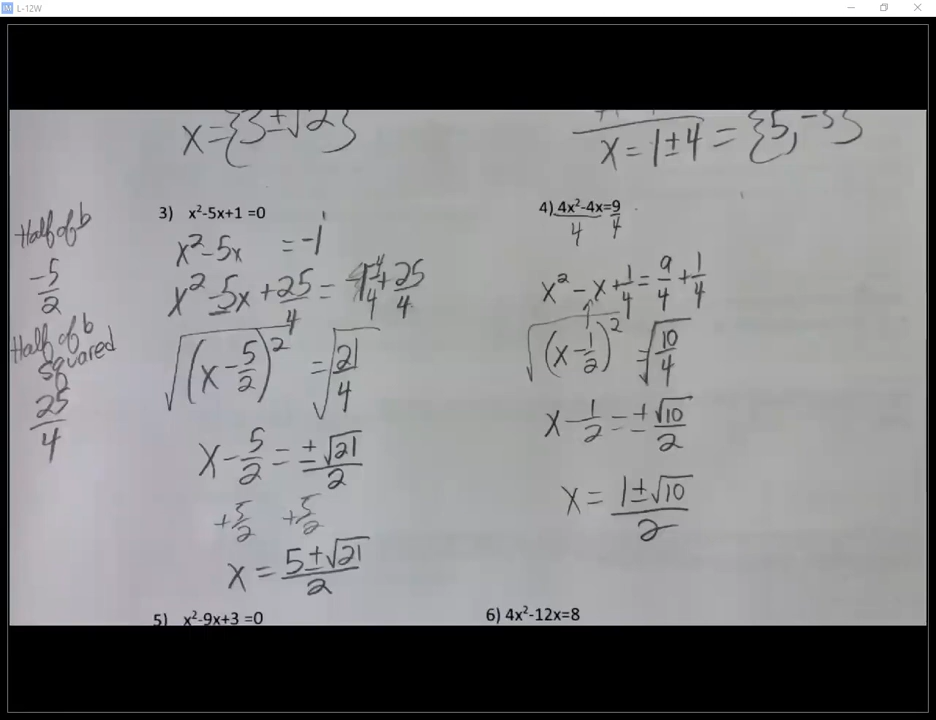 L-12W
x={3±√2}
x=1±4={5,-3}
Half of b
-5/2
Half of b
squared
25/4
3) x²-5x+1 =0
x²-5x =-1
x²-5x+25/4=-4/4+25/4
√(x-5/2)² =√21/4
x-5/2=±√21/2
+5/2 +5/2
x=5±√21/2
4) 4x²-4x=9
4 4
x²-x+1/4=9/4+1/4
√(x-1/2)²=√10/4
x-1/2=±√10/2
x=1±√10/2
5) x²-9x+3 =0
6) 4x²-12x=8